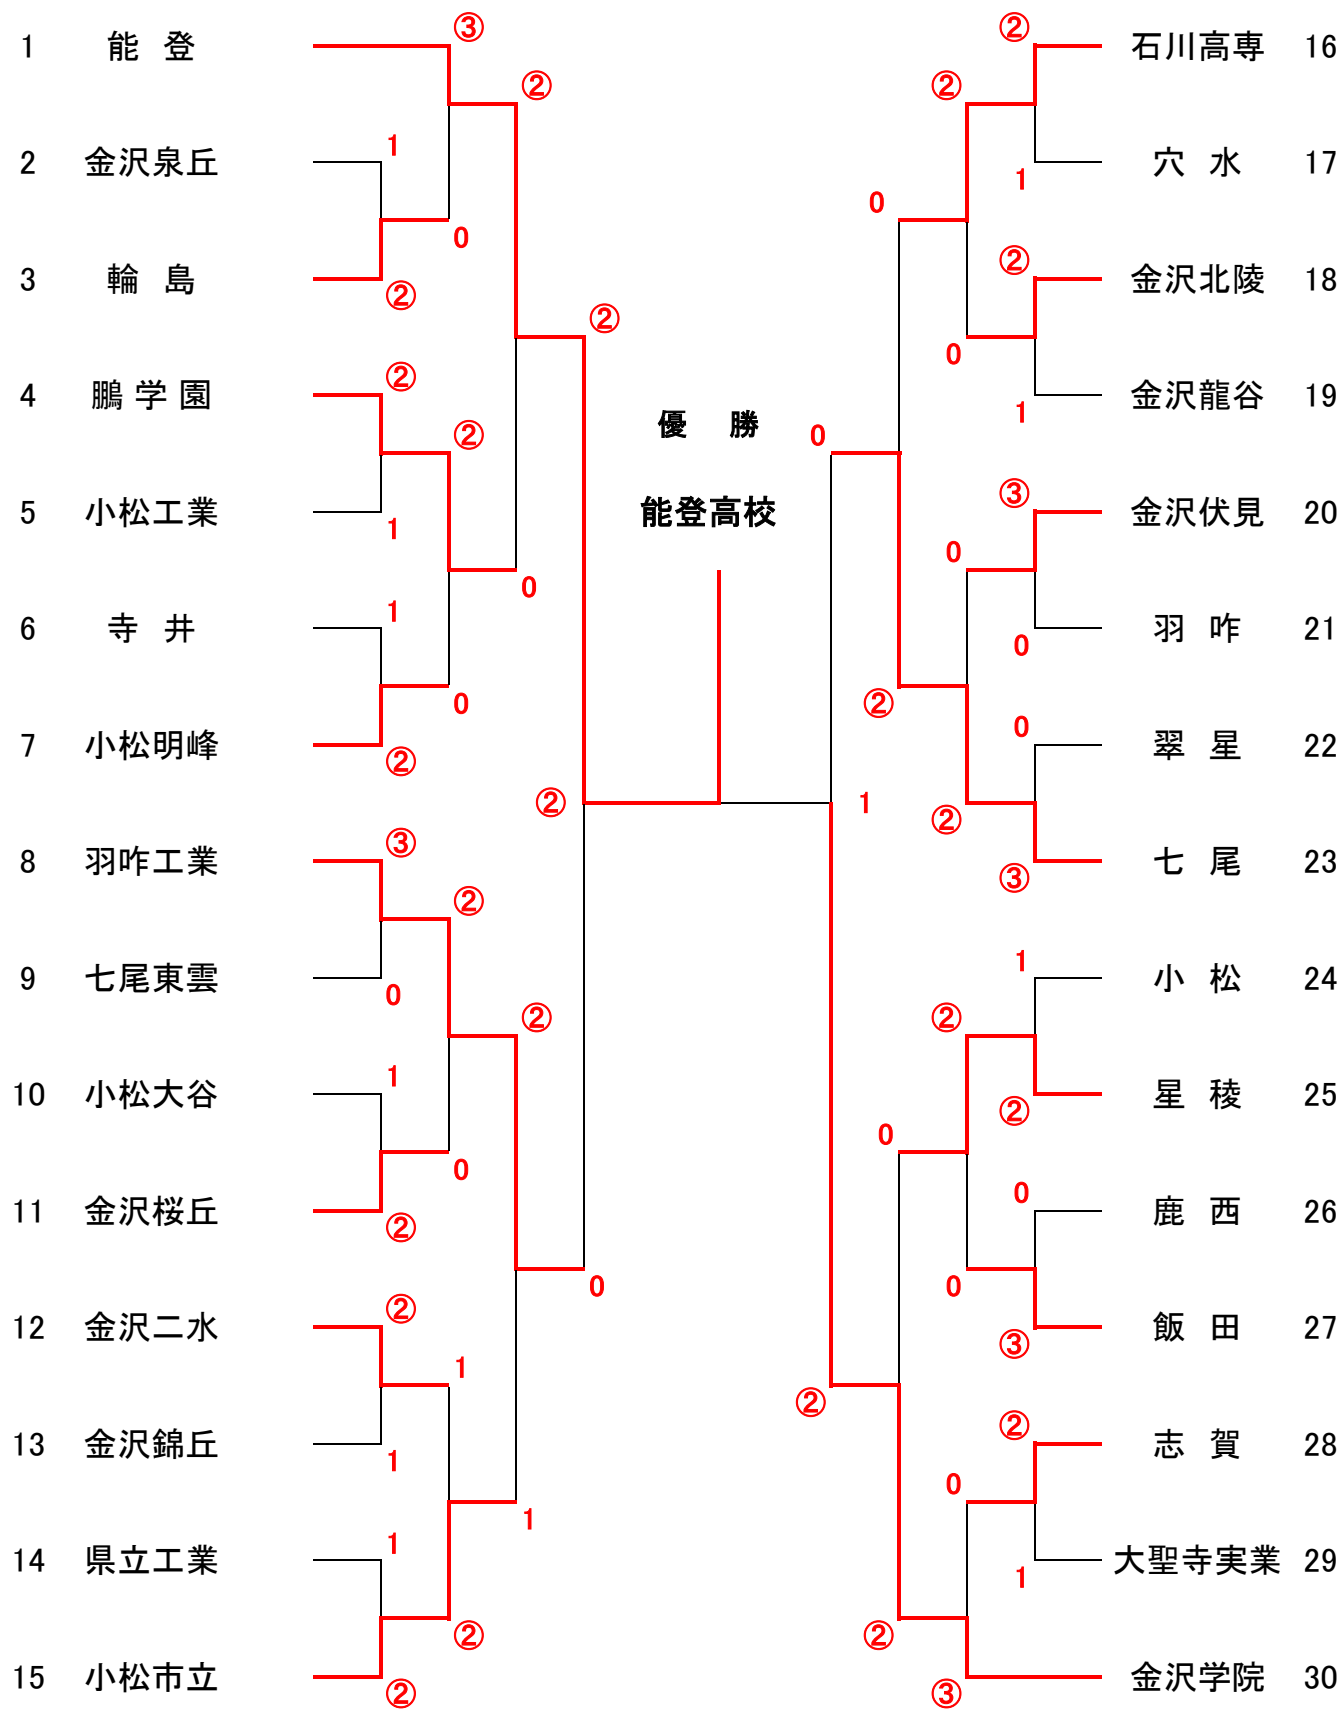 ③
②
1 能 登
石川高専 16
②
②
1
2 金沢泉丘
穴 水 17
1
0
0
②
3 輪 島
金沢北陵 18
②
②
0
②
4 鵬 学 園
金沢龍谷 19
1
優 勝
②
0
③
5 小松工業
能登高校
金沢伏見 20
1
0
0
1
6 寺 井
羽 咋 21
0
0
②
0
7 小松明峰
翠 星 22
②
②
1
②
③
8 羽咋工業
七 尾 23
③
②
1
9 七尾東雲
小 松 24
0
②
②
1
10 小松大谷
星 稜 25
②
0
0
0
11 金沢桜丘
鹿 西 26
②
0
0
②
12 金沢二水
飯 田 27
③
1
②
②
13 金沢錦丘
志 賀 28
1
0
1
1
14 県立工業
大聖寺実業 29
1
②
②
15 小松市立
金沢学院 30
②
③